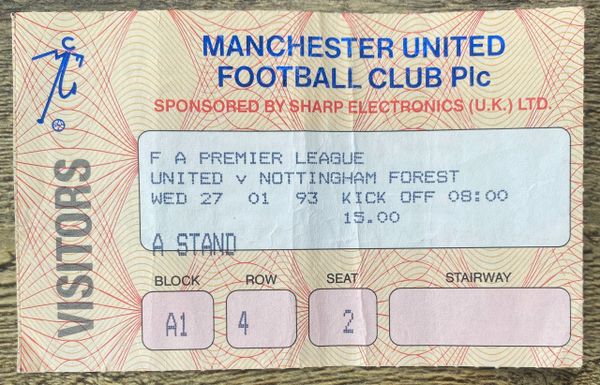 MANCHESTER UNITED
FOOTBALL CLUB Plc
SPONSORED BY SHARP ELECTRONICS (U.K.) LTD.
VISITORS
F A PREMIER LEAGUE
UNITED v NOTTINGHAM FOREST
WED 27 01 93 KICK OFF 08:00
15.00
A STAND
BLOCK ROW SEAT STAIRWAY
A1 4 2